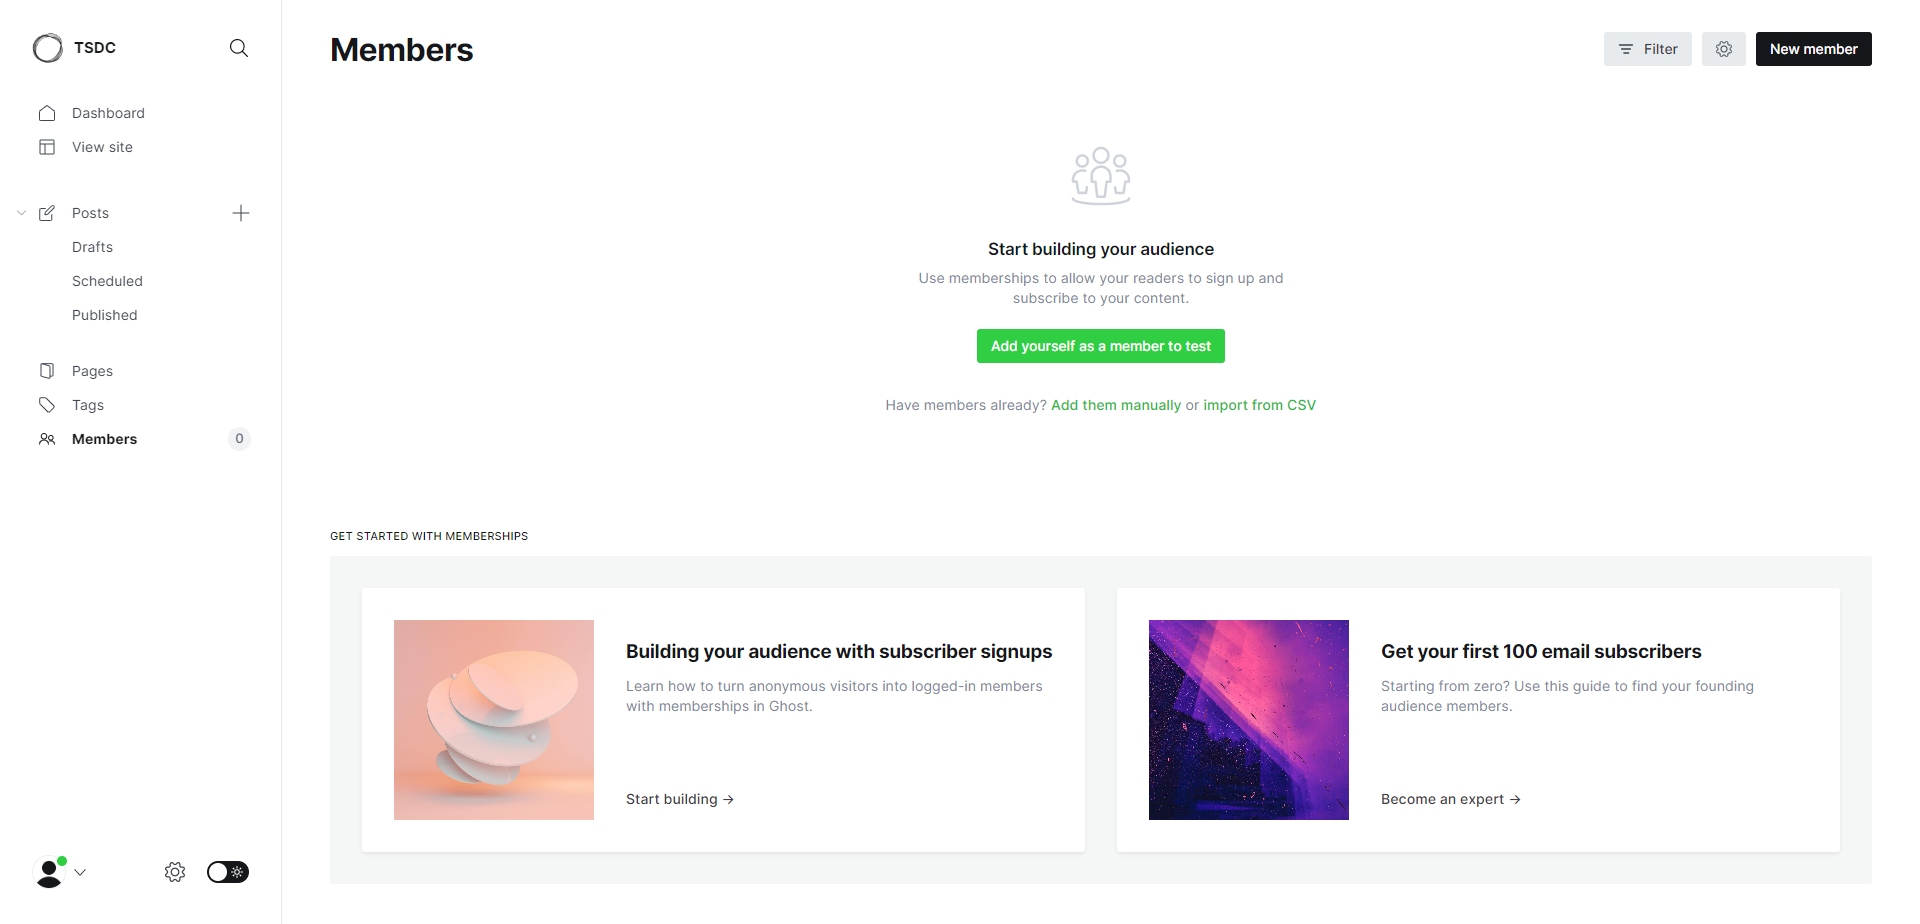 TSDC
Dashboard
View site
Posts
Drafts
Scheduled
Published
Pages
Tags
Members
0
Members
Filter
New member
Start building your audience
Use memberships to allow your readers to sign up and
subscribe to your content.
Add yourself as a member to test
Have members already? Add them manually or import from CSV
GET STARTED WITH MEMBERSHIPS
Building your audience with subscriber signups
Learn how to turn anonymous visitors into logged-in members
with memberships in Ghost.
Start building →
Get your first 100 email subscribers
Starting from zero? Use this guide to find your founding
audience members.
Become an expert →